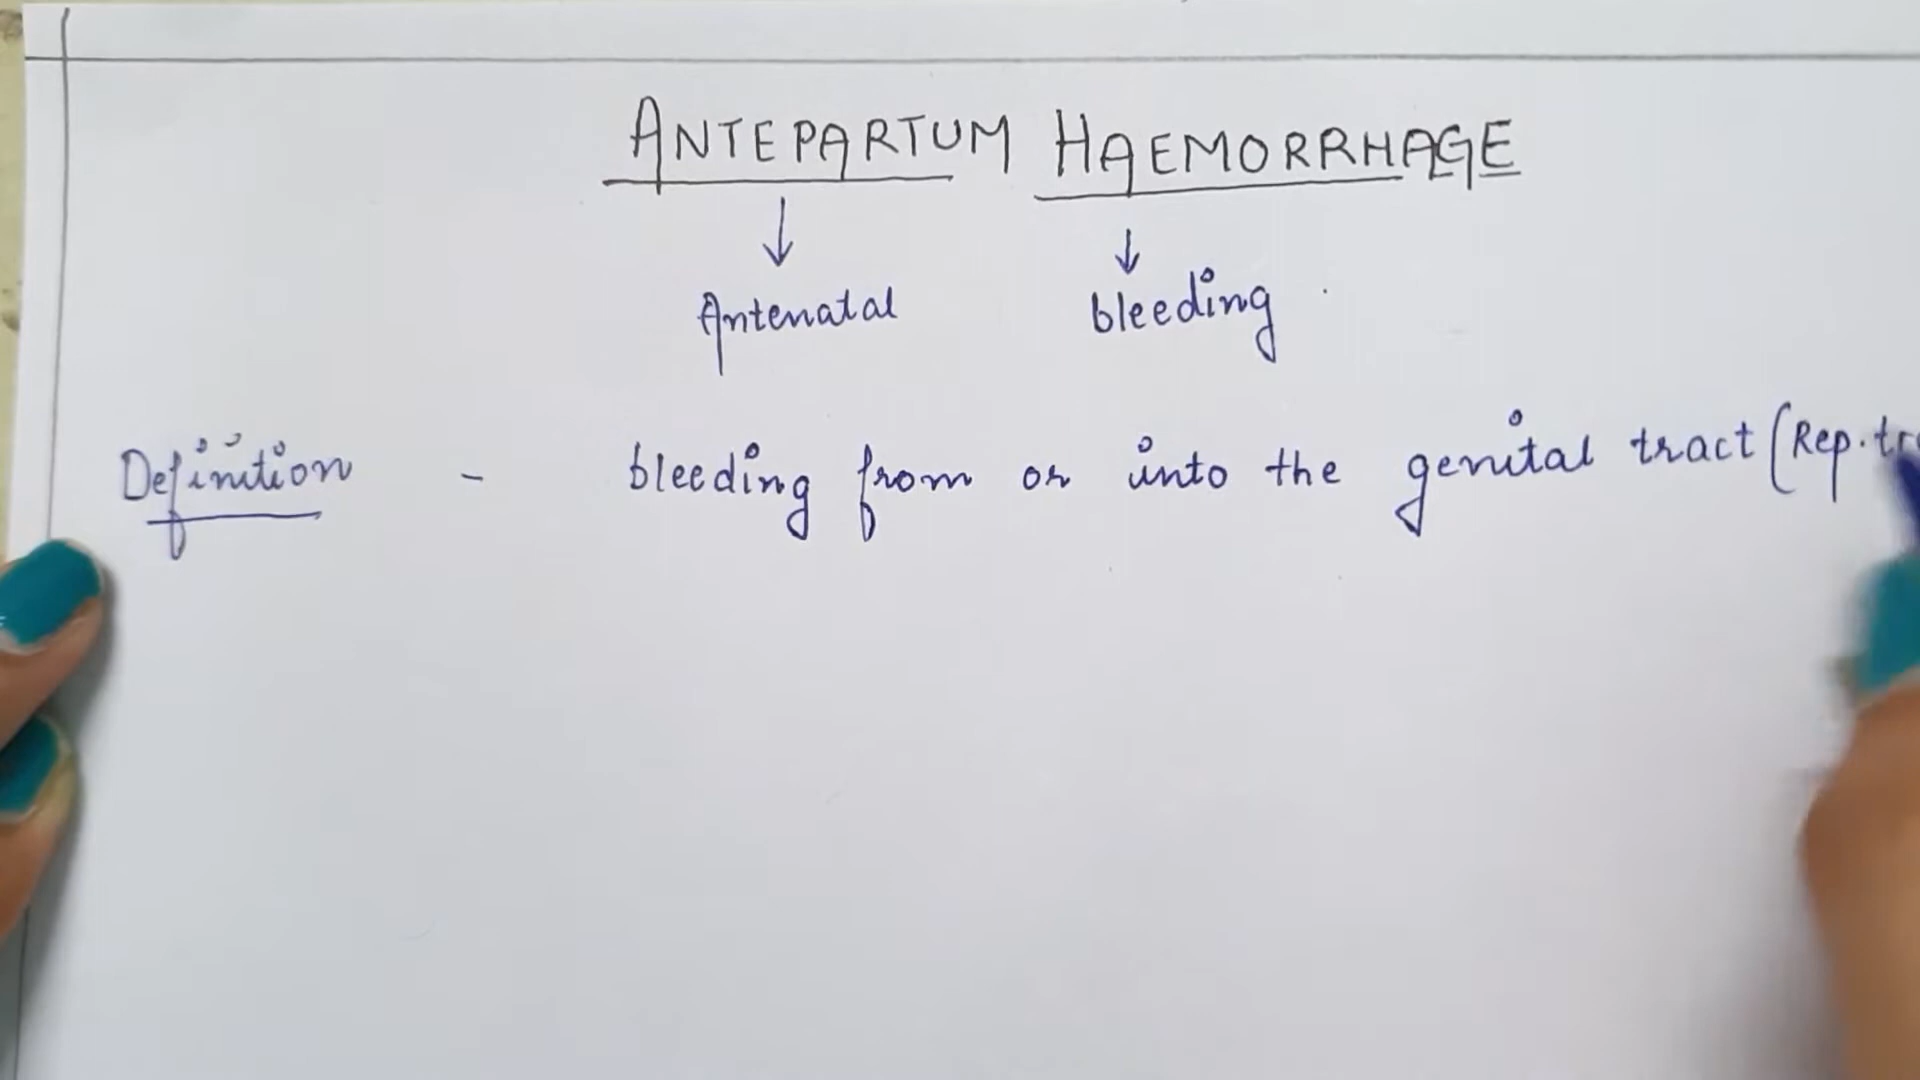 ANTEPARTUM HAEMORRHAGE
↓ ↓
Antenatal bleeding
Definition - bleeding from or into the genital tract (Rep.